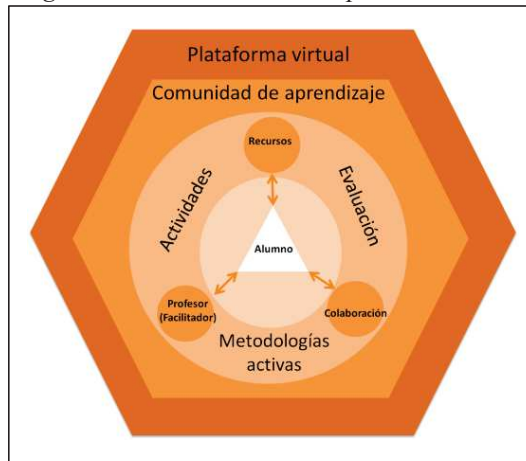 Plataforma virtual
Comunidad de aprendizaje
Recursos
Actividades
Evaluación
Alumno
Profesor
(Facilitador)
Colaboración
Metodologías
activas